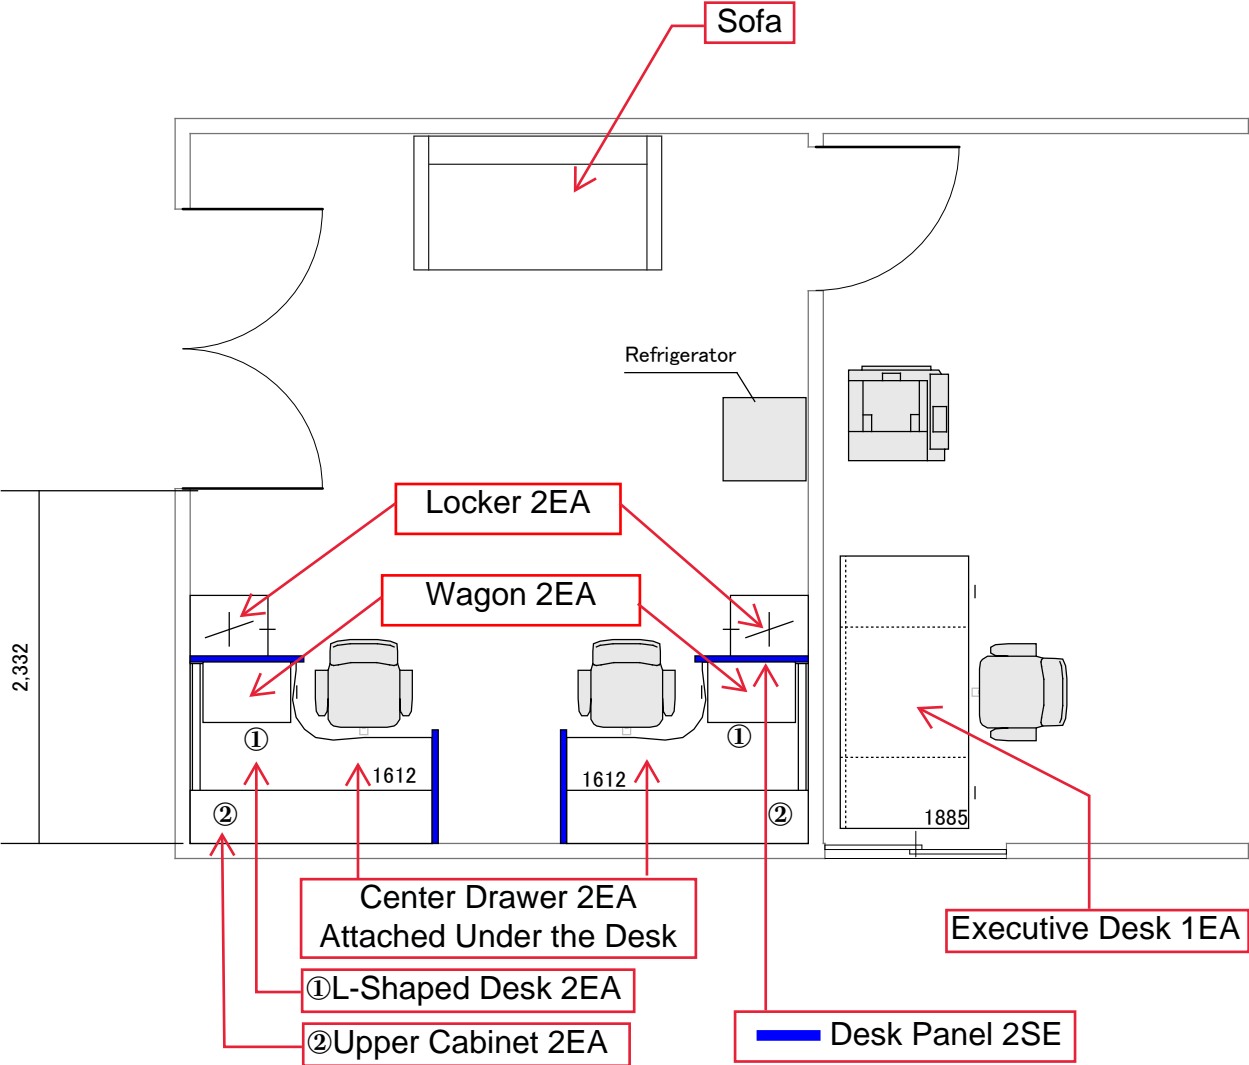 Sofa
Refrigerator
Locker 2EA
Wagon 2EA
2,332
①
①
1612
1612
②
②
1885
Center Drawer 2EA
Attached Under the Desk
Executive Desk 1EA
①L-Shaped Desk 2EA
②Upper Cabinet 2EA
Desk Panel 2SE